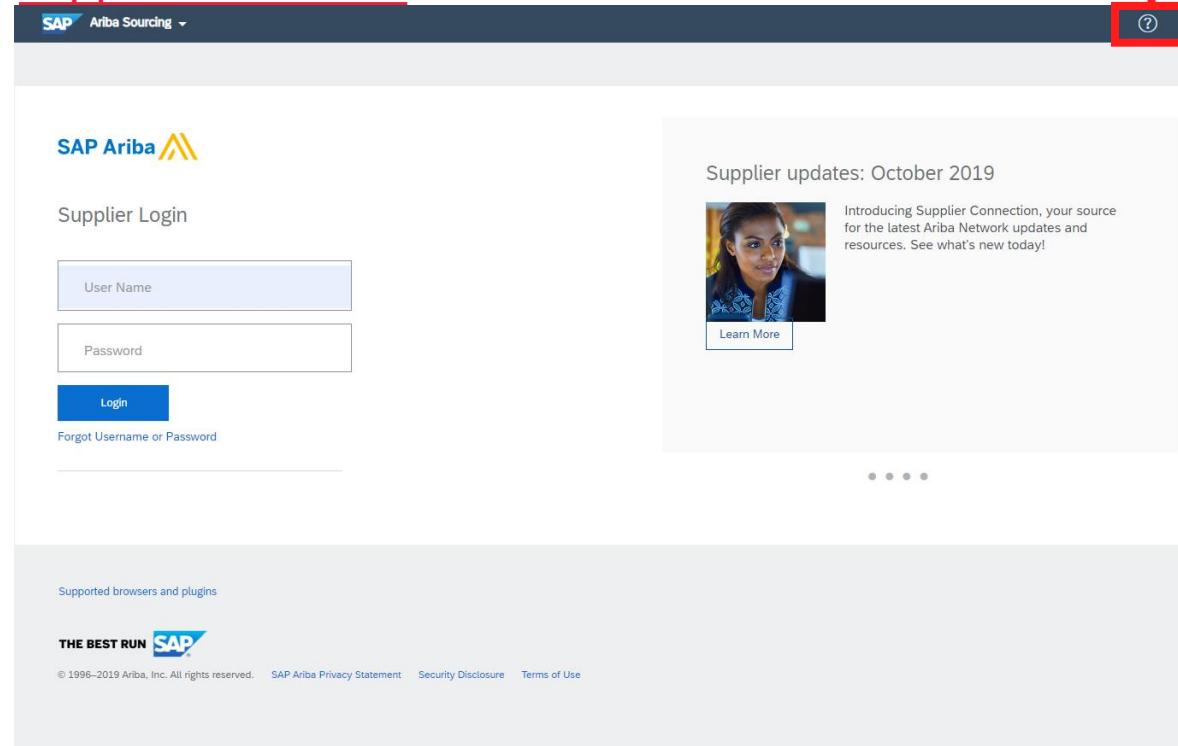 SAP Ariba Sourcing
?
SAP Ariba
Supplier Login
User Name
Password
Login
Forgot Username or Password
Supplier updates: October 2019
Introducing Supplier Connection, your source
for the latest Ariba Network updates and
resources. See what's new today!
Learn More
Supported browsers and plugins
THE BEST RUN SAP
© 1996–2019 Ariba, Inc. All rights reserved. SAP Ariba Privacy Statement Security Disclosure Terms of Use